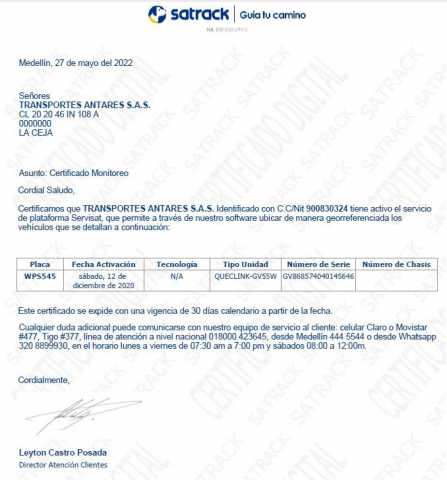 satrack Guía tu camino
Medellín, 27 de mayo del 2022
Señores
TRANSPORTES ANTARES S.A.S.
CL 20 20 46 IN 108 A
0000000
LA CEJA
Asunto: Certificado Monitoreo
Cordial Saludo,
Certificamos que TRANSPORTES ANTARES S.A.S. Identificado con C.C/Nit 900830324 tiene activo el servicio
de plataforma Servisat, que permite a través de nuestro software ubicar de manera georreferenciada los
vehículos que se detallan a continuación:
Placa Fecha Activación Tecnología Tipo Unidad Número de Serie Número de Chasis
WPS545 sábado, 12 de diciembre de 2020 N/A QUECLINK-GV55W GV868574040145646
Este certificado se expide con una vigencia de 30 días calendario a partir de la fecha.
Cualquier duda adicional puede comunicarse con nuestro equipo de servicio al cliente: celular Claro o Movistar
#477, Tigo #377, línea de atención a nivel nacional 018000 423645, desde Medellín 444 5544 o desde Whatsapp
320 8899930, en el horario lunes a viernes de 07:30 am a 7:00 pm y sábados 08:00 a 12:00m.
Cordialmente,
Leyton Castro Posada
Director Atención Clientes
SATRACK
CERTIFICADO DIGITAL